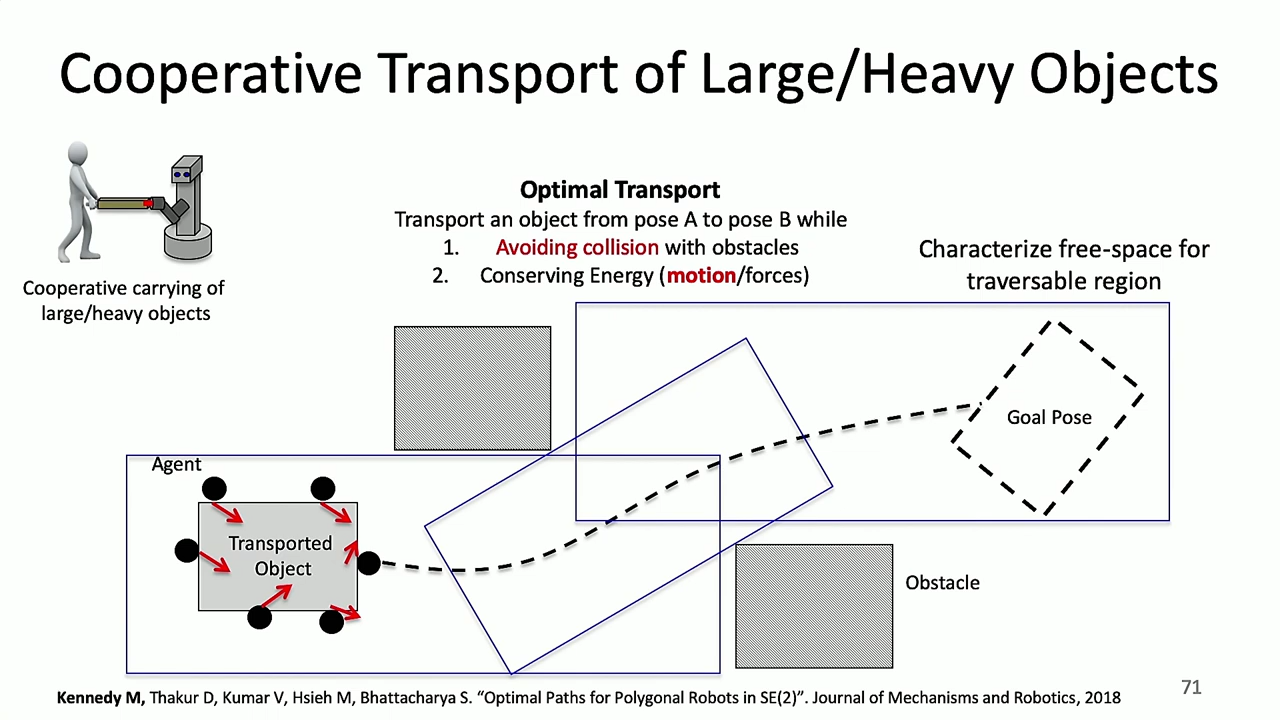 Cooperative Transport of Large/Heavy Objects
Cooperative carrying of
large/heavy objects
Optimal Transport
Transport an object from pose A to pose B while
1. Avoiding collision with obstacles
2. Conserving Energy (motion/forces)
Characterize free-space for
traversable region
Goal Pose
Agent
Transported
Object
Obstacle
Kennedy M, Thakur D, Kumar V, Hsieh M, Bhattacharya S. “Optimal Paths for Polygonal Robots in SE(2)”. Journal of Mechanisms and Robotics, 2018
71